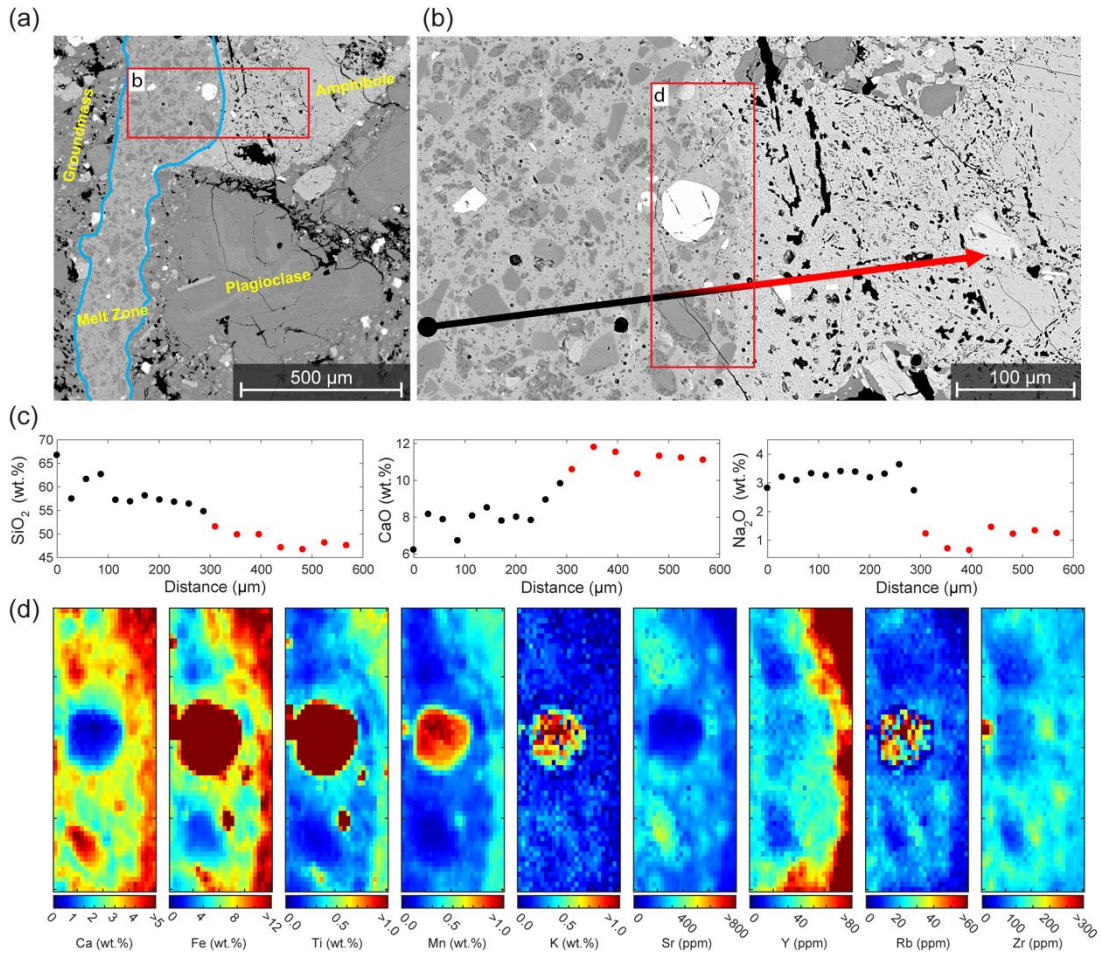 (a)
(b)
Groundmass
b
Amphibole
Plagioclase
Melt Zone
500 µm
d
100 µm
(c)
SiO2 (wt.%)
70
65
60
55
50
45
0 100 200 300 400 500 600
Distance (µm)
CaO (wt.%)
12
10
8
6
0 100 200 300 400 500 600
Distance (µm)
Na2O (wt.%)
4
3
2
1
0 100 200 300 400 500 600
Distance (µm)
(d)
0 1 2 3 4 >5
Ca (wt.%)
0 4 8 >12
Fe (wt.%)
0.0 0.5 >1.0
Ti (wt.%)
0.0 0.5 >1.0
Mn (wt.%)
0.0 0.5 >1.0
K (wt.%)
0 400 >800
Sr (ppm)
0 40 >80
Y (ppm)
0 20 40 >60
Rb (ppm)
0 100 200 >300
Zr (ppm)